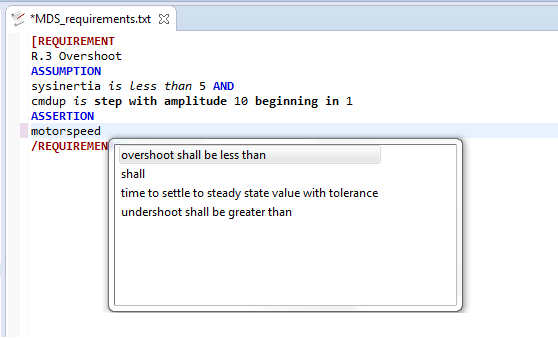 *MDS_requirements.txt
[REQUIREMENT
R.3 Overshoot
ASSUMPTION
sysinertia is less than 5 AND
cmdup is step with amplitude 10 beginning in 1
ASSERTION
motorspeed
/REQUIREMEN
overshoot shall be less than
shall
time to settle to steady state value with tolerance
undershoot shall be greater than